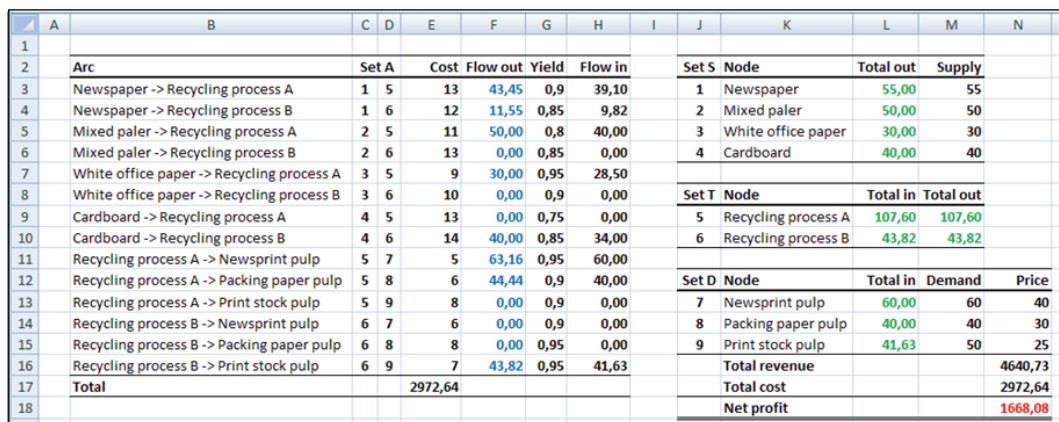 A B C D E F G H I J K L M N
1
2 Arc Set A Cost Flow out Yield Flow in Set S Node Total out Supply
3 Newspaper -> Recycling process A 1 5 13 43,45 0,9 39,10 1 Newspaper 55,00 55
4 Newspaper -> Recycling process B 1 6 12 11,55 0,85 9,82 2 Mixed paler 50,00 50
5 Mixed paler -> Recycling process A 2 5 11 50,00 0,8 40,00 3 White office paper 30,00 30
6 Mixed paler -> Recycling process B 2 6 13 0,00 0,85 0,00 4 Cardboard 40,00 40
7 White office paper -> Recycling process A 3 5 9 30,00 0,95 28,50
8 White office paper -> Recycling process B 3 6 10 0,00 0,9 0,00 Set T Node Total in Total out
9 Cardboard -> Recycling process A 4 5 13 0,00 0,75 0,00 5 Recycling process A 107,60 107,60
10 Cardboard -> Recycling process B 4 6 14 40,00 0,85 34,00 6 Recycling process B 43,82 43,82
11 Recycling process A -> Newsprint pulp 5 7 5 63,16 0,95 60,00
12 Recycling process A -> Packing paper pulp 5 8 6 44,44 0,9 40,00 Set D Node Total in Demand Price
13 Recycling process A -> Print stock pulp 5 9 8 0,00 0,9 0,00 7 Newsprint pulp 60,00 60 40
14 Recycling process B -> Newsprint pulp 6 7 6 0,00 0,9 0,00 8 Packing paper pulp 40,00 40 30
15 Recycling process B -> Packing paper pulp 6 8 8 0,00 0,95 0,00 9 Print stock pulp 41,63 50 25
16 Recycling process B -> Print stock pulp 6 9 7 43,82 0,95 41,63 Total revenue 4640,73
17 Total 2972,64 Total cost 2972,64
18 Net profit 1668,08